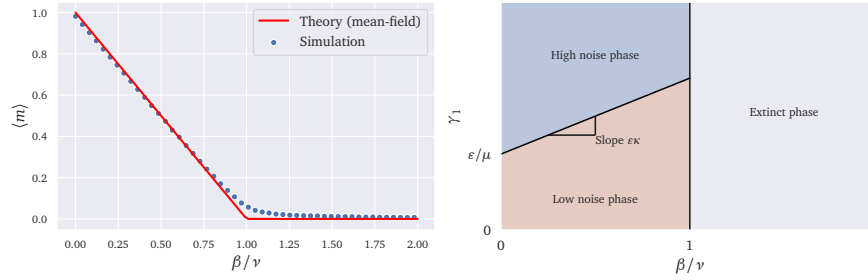 1.0
0.8
0.6
0.4
0.2
0.0
⟨m⟩
Theory (mean-field)
Simulation
0.00 0.25 0.50 0.75 1.00 1.25 1.50 1.75 2.00
β/ν
γ₁
ε/μ
0
High noise phase
Extinct phase
Slope εκ
Low noise phase
0 1
β/ν